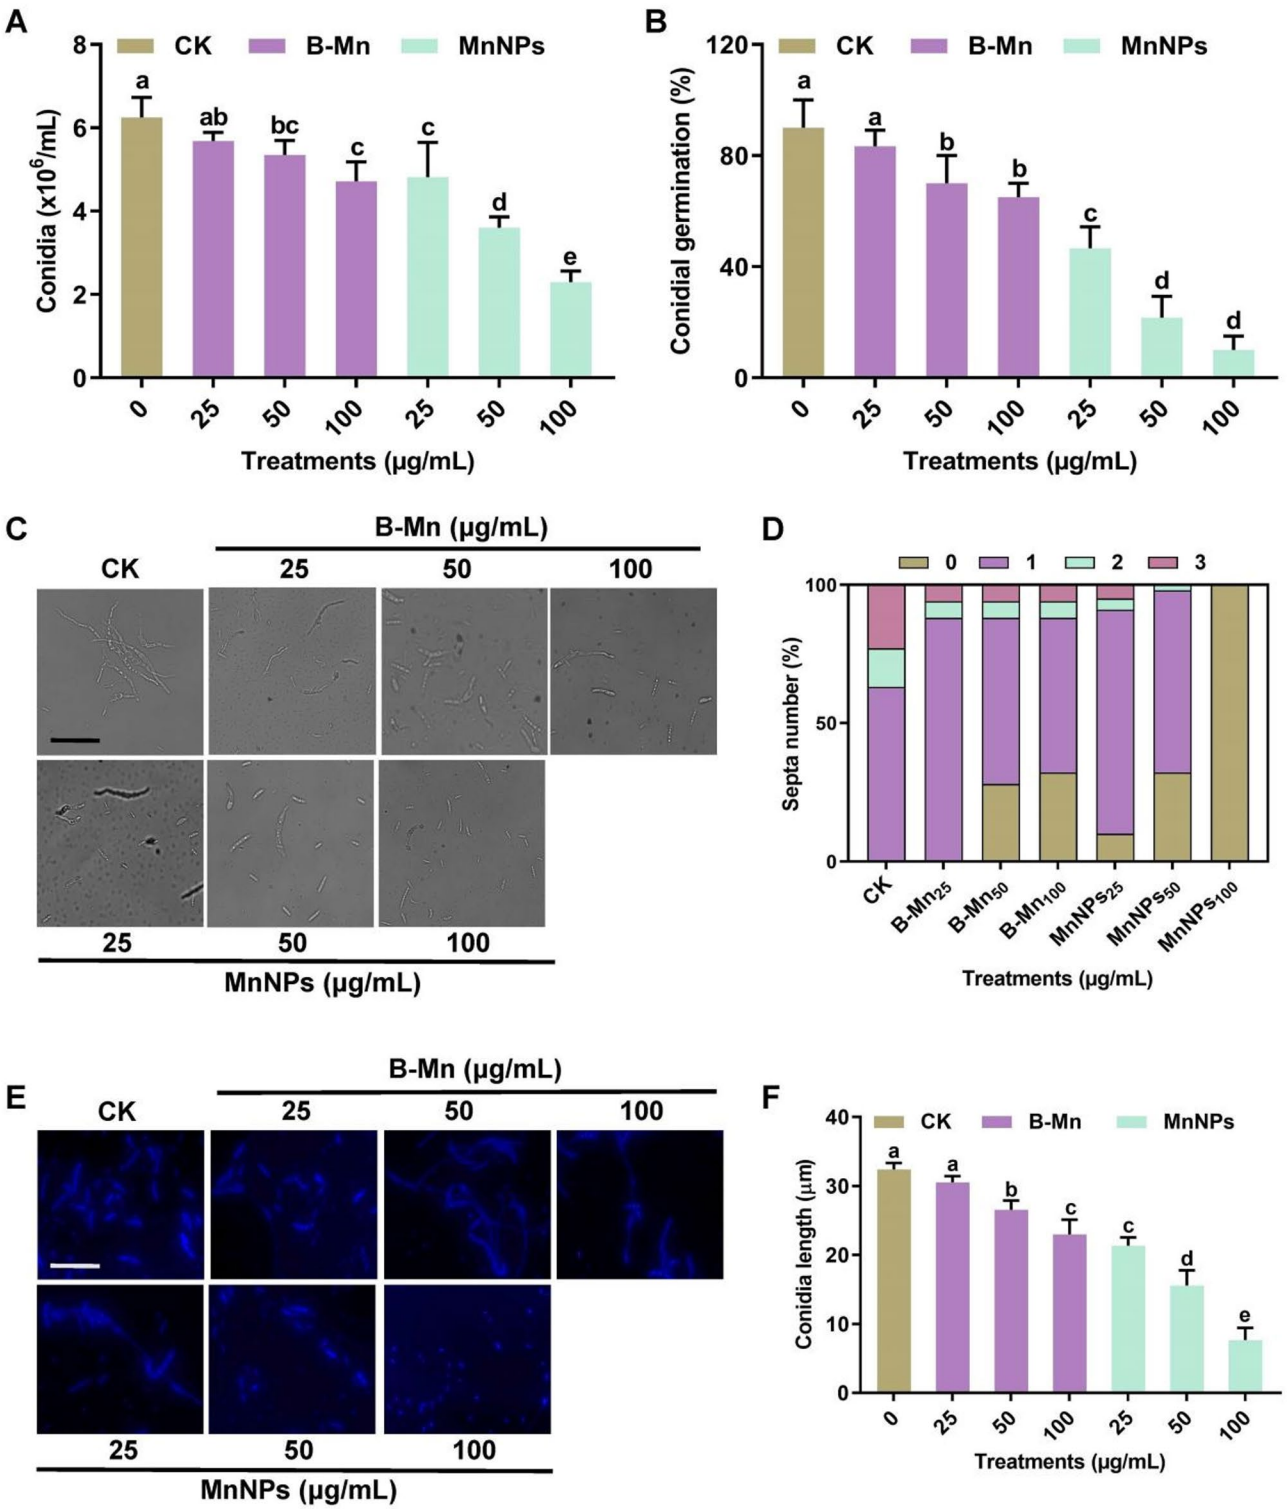 A
CK B-Mn MnNPs
8
6
4
2
0
Conidia (x10⁶/mL)
a ab bc c c d e
0 25 50 100 25 50 100
Treatments (µg/mL)
B
CK B-Mn MnNPs
120
80
40
0
Conidial germination (%)
a a b b c d d
0 25 50 100 25 50 100
Treatments (µg/mL)
C
B-Mn (µg/mL)
CK 25 50 100
25 50 100
MnNPs (µg/mL)
D
0 1 2 3
100
50
0
Septa number (%)
CK B-Mn₂₅ B-Mn₅₀ B-Mn₁₀₀ MnNPs₂₅ MnNPs₅₀ MnNPs₁₀₀
Treatments (µg/mL)
E
B-Mn (µg/mL)
CK 25 50 100
25 50 100
MnNPs (µg/mL)
F
CK B-Mn MnNPs
40
30
20
10
0
Conidia length (µm)
a a b c c d e
0 25 50 100 25 50 100
Treatments (µg/mL)